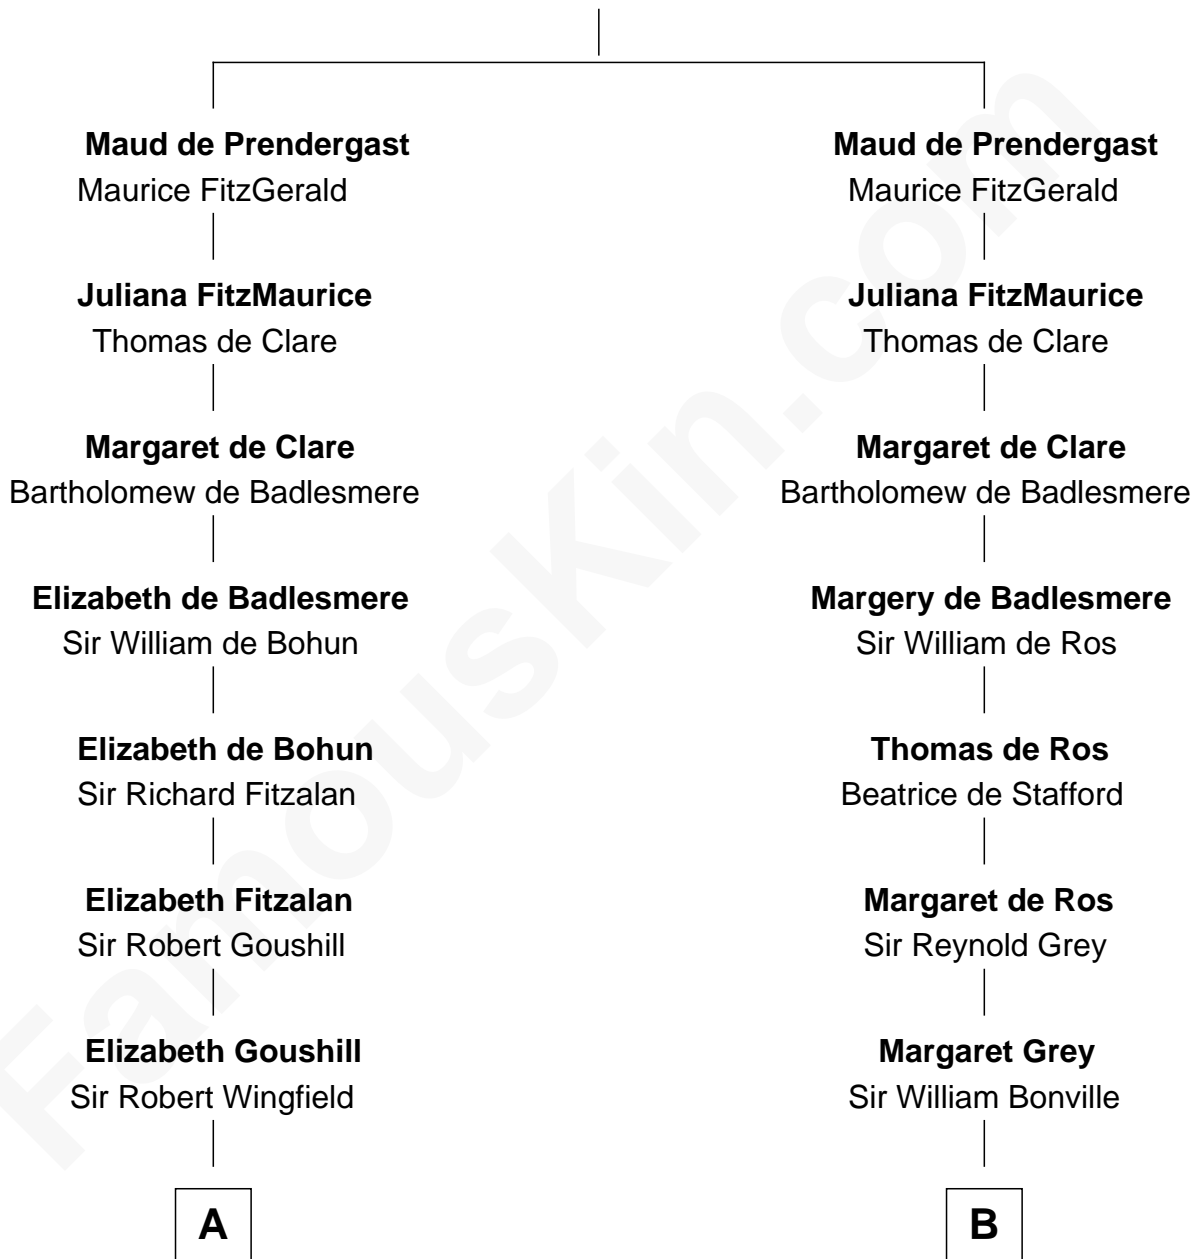 Maud de Prendergast
Maurice FitzGerald
Juliana FitzMaurice
Thomas de Clare
Margaret de Clare
Bartholomew de Badlesmere
Elizabeth de Badlesmere
Sir William de Bohun
Elizabeth de Bohun
Sir Richard Fitzalan
Elizabeth Fitzalan
Sir Robert Goushill
Elizabeth Goushill
Sir Robert Wingfield
A
Maud de Prendergast
Maurice FitzGerald
Juliana FitzMaurice
Thomas de Clare
Margaret de Clare
Bartholomew de Badlesmere
Margery de Badlesmere
Sir William de Ros
Thomas de Ros
Beatrice de Stafford
Margaret de Ros
Sir Reynold Grey
Margaret Grey
Sir William Bonville
B
FamousKin.com